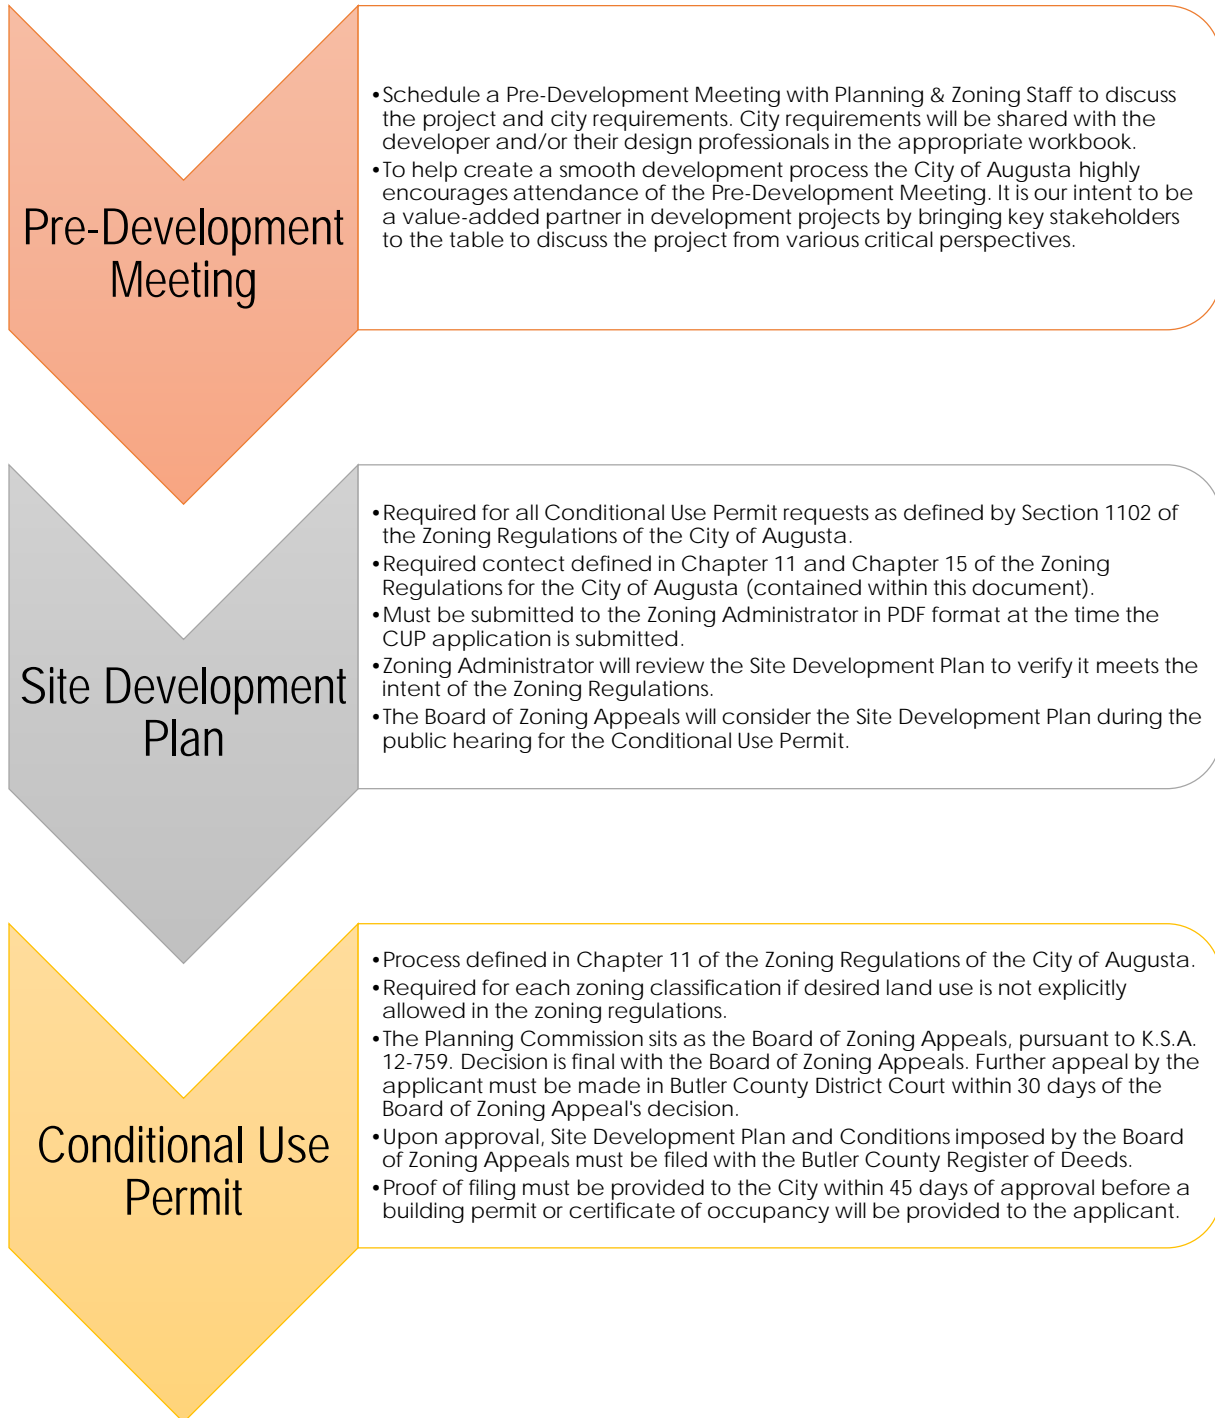 Pre-Development
Meeting
•Schedule a Pre-Development Meeting with Planning & Zoning Staff to discuss
the project and city requirements. City requirements will be shared with the
developer and/or their design professionals in the appropriate workbook.
•To help create a smooth development process the City of Augusta highly
encourages attendance of the Pre-Development Meeting. It is our intent to be
a value-added partner in development projects by bringing key stakeholders
to the table to discuss the project from various critical perspectives.
Site Development
Plan
•Required for all Conditional Use Permit requests as defined by Section 1102 of
the Zoning Regulations of the City of Augusta.
•Required contect defined in Chapter 11 and Chapter 15 of the Zoning
Regulations for the City of Augusta (contained within this document).
•Must be submitted to the Zoning Administrator in PDF format at the time the
CUP application is submitted.
•Zoning Administrator will review the Site Development Plan to verify it meets the
intent of the Zoning Regulations.
•The Board of Zoning Appeals will consider the Site Development Plan during the
public hearing for the Conditional Use Permit.
Conditional Use
Permit
•Process defined in Chapter 11 of the Zoning Regulations of the City of Augusta.
•Required for each zoning classification if desired land use is not explicitly
allowed in the zoning regulations.
•The Planning Commission sits as the Board of Zoning Appeals, pursuant to K.S.A.
12-759. Decision is final with the Board of Zoning Appeals. Further appeal by the
applicant must be made in Butler County District Court within 30 days of the
Board of Zoning Appeal's decision.
•Upon approval, Site Development Plan and Conditions imposed by the Board
of Zoning Appeals must be filed with the Butler County Register of Deeds.
•Proof of filing must be provided to the City within 45 days of approval before a
building permit or certificate of occupancy will be provided to the applicant.